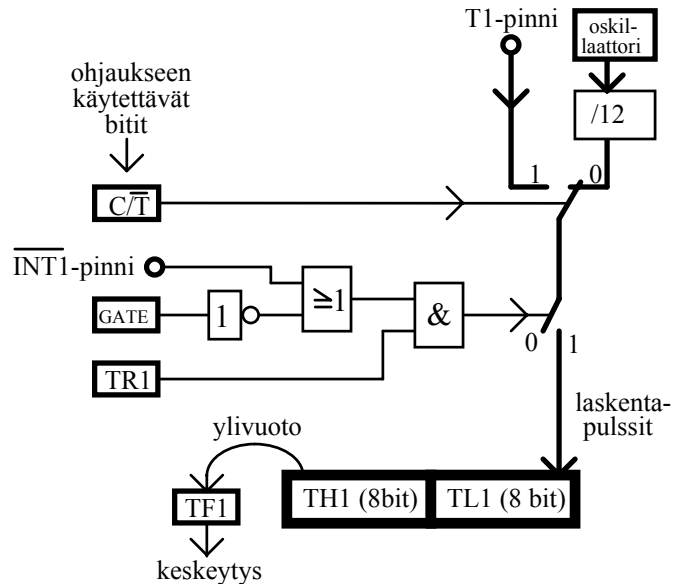 T1-pinni
oskil-
laattori
ohjaukseen
käytettävät
bitit
/12
1
0
C/T̅
I̅N̅T̅1-pinni
GATE
1
≧1
&
0
1
TR1
laskenta-
pulssit
ylivuoto
TH1 (8bit)
TL1 (8 bit)
TF1
keskeytys